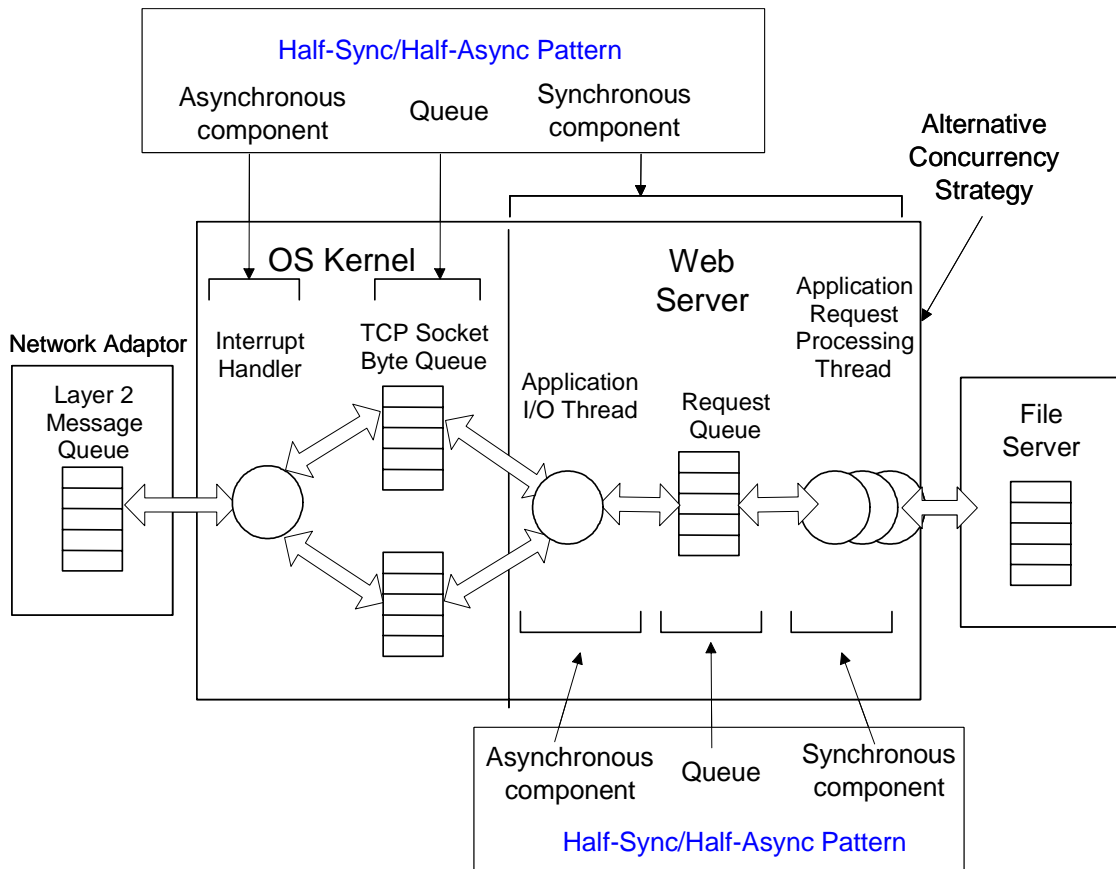 Half-Sync/Half-Async Pattern
Asynchronous
component
Queue
Synchronous
component
Alternative
Concurrency
Strategy
OS Kernel
Web
Server
Network Adaptor
Interrupt
Handler
TCP Socket
Byte Queue
Application
Request
Processing
Thread
Layer 2
Message
Queue
Application
I/O Thread
Request
Queue
File
Server
Asynchronous
component
Queue
Synchronous
component
Half-Sync/Half-Async Pattern